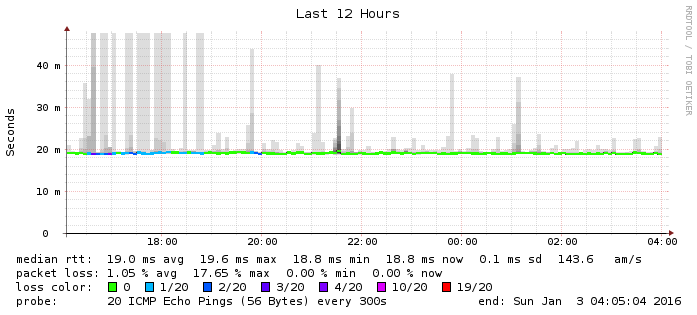 Last 12 Hours
RRDTOOL / TOBI OETIKER
Seconds
40 m
30 m
20 m
10 m
0
18:00 20:00 22:00 00:00 02:00 04:00
median rtt: 19.0 ms avg 19.6 ms max 18.8 ms min 18.8 ms now 0.1 ms sd 143.6 am/s
packet loss: 1.05 % avg 17.65 % max 0.00 % min 0.00 % now
loss color: 0 1/20 2/20 3/20 4/20 10/20 19/20
probe: 20 ICMP Echo Pings (56 Bytes) every 300s end: Sun Jan 3 04:05:04 2016